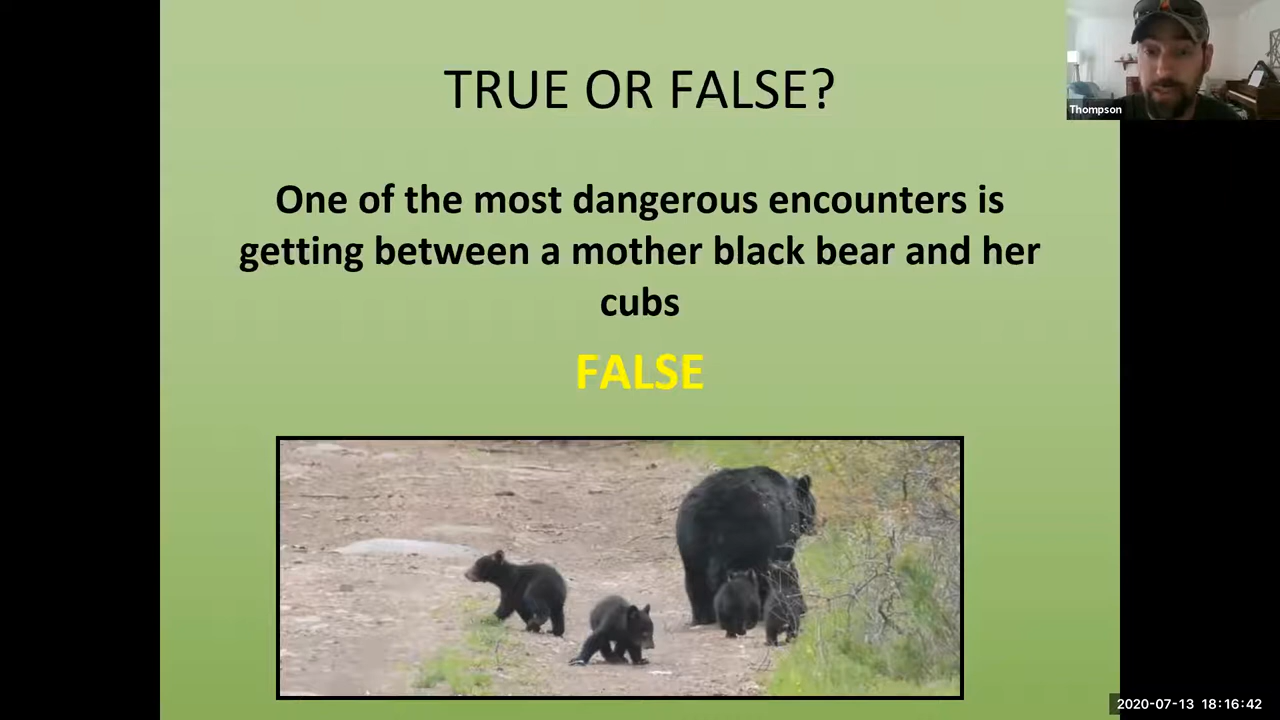 TRUE OR FALSE?
Thompson
One of the most dangerous encounters is
getting between a mother black bear and her
cubs
FALSE
2020-07-13 18:16:42